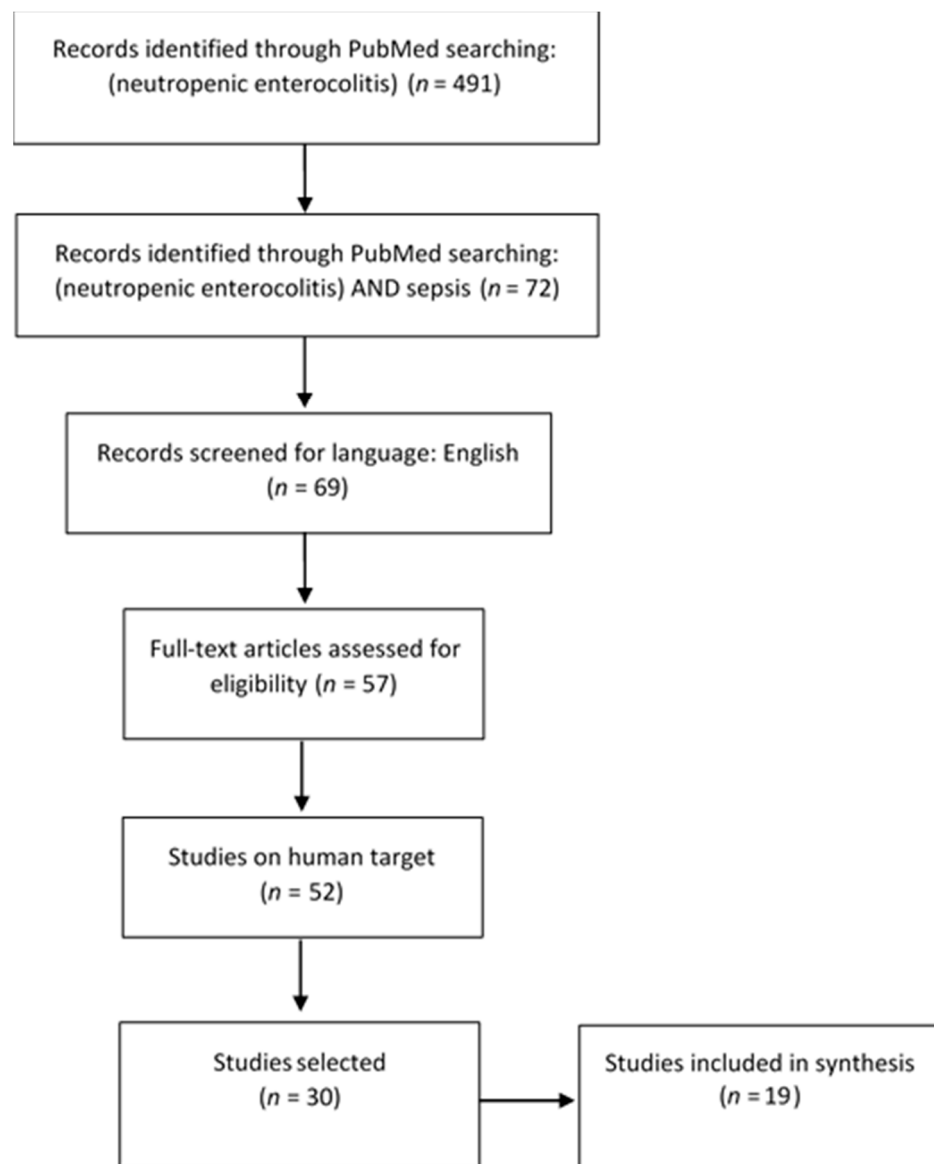 Records identified through PubMed searching:
(neutropenic enterocolitis) (n = 491)
Records identified through PubMed searching:
(neutropenic enterocolitis) AND sepsis (n = 72)
Records screened for language: English
(n = 69)
Full-text articles assessed for
eligibility (n = 57)
Studies on human target
(n = 52)
Studies selected
(n = 30)
Studies included in synthesis
(n = 19)